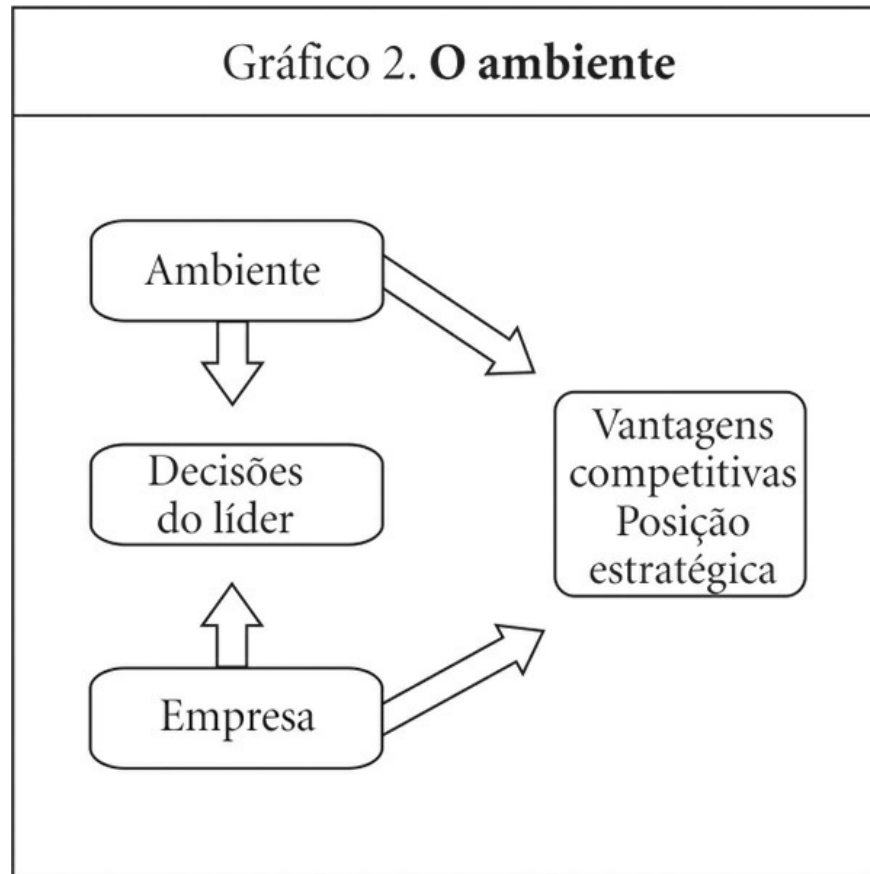 Gráfico 2. O ambiente
Ambiente
Decisões
do líder
Empresa
Vantagens
competitivas
Posição
estratégica